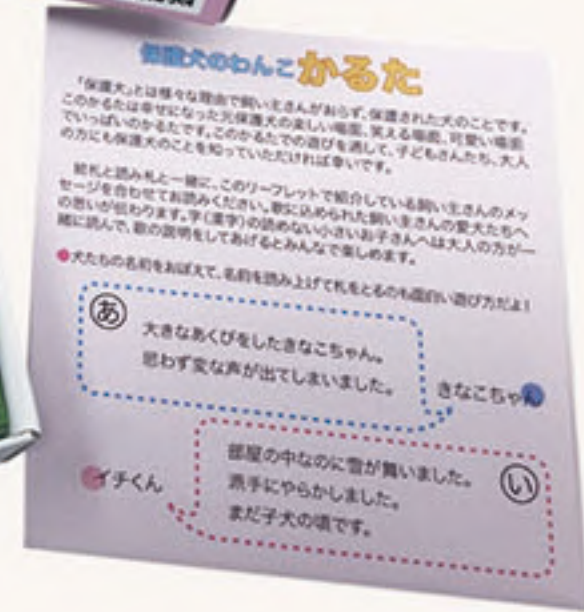 保護犬のわんこ かるた
「保護犬」とは様々な理由で飼い主さんがおらず、保護された犬のことです。
このかるたは幸せになった元保護犬の楽しい場面、笑える場面、可愛い場面
でいっぱいのかるたです。このかるたでの遊びを通して、子どもさんたち、大人
の方にも保護犬のことを知っていただければ幸いです。
絵札と読み札と一緒に、このリーフレットで紹介している飼い主さんのメッ
セージを合わせてお読みください。歌に込められた飼い主さんの愛犬たちへ
の思いが伝わります。字(漢字)の読めない小さいお子さんへは大人の方が一
緒に読んで、歌の説明をしてあげるとみんなで楽しめます。
●犬たちの名前をおぼえて、名前を読み上げて札をとるのも面白い遊び方だよ!
あ
大きなあくびをしたきなこちゃん。
思わず変な声が出てしまいました。
きなこちゃん
い
部屋の中なのに雪が舞いました。
派手にやらかしました。
まだ子犬の頃です。
イチくん